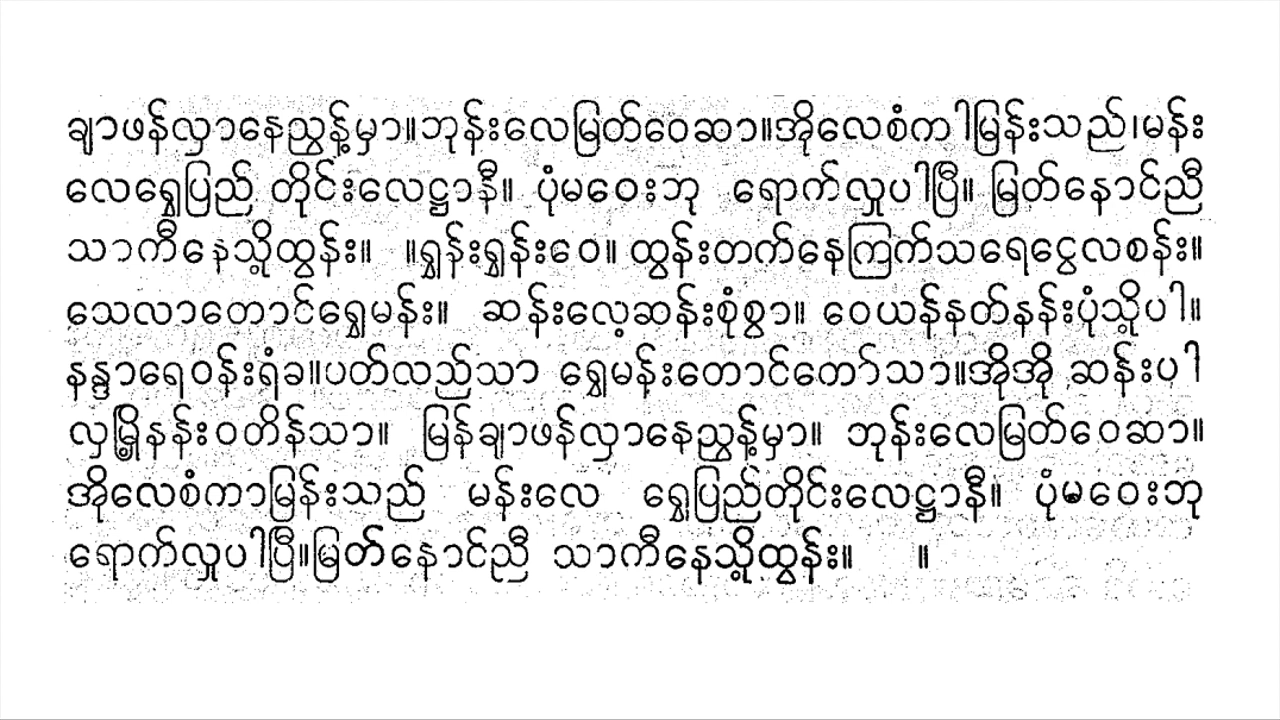 ချာဖန်လှာနေညွှန့်မှာ။ဘုန်းလေမြတ်ဝေဆာ။အိုလေစံကါမြန်းသည်၊မန်း
လေရွှေပြည် တိုင်းလေဋ္ဌာနီ။ ပုံမဝေးဘု ရောက်လှုပါပြီ။ မြတ်နောင်ညီ
သာကီနေသို့ထွန်း။ ။ရွှန်းရွှန်းဝေ။ ထွန်းတက်နေကြက်သရေငွေလစန်း။
သေလာတောင်ရွှေမန်း။ ဆန်းလေ့ဆန်းစုံစွာ။ ဝေယန်နတ်နန်းပုံသို့ပါ။
နန္ဒာရေဝန်းရံခ။ပတ်လည်သာ ရွှေမန်းတောင်ကော်သာ။အိုအို ဆန်းပါ
လှမြို့နန်းဝတိန်သာ။ မြန်ချာဖန်လှာနေညွှန့်မှာ။ ဘုန်းလေမြတ်ဝေဆာ။
အိုလေစံကာမြန်းသည် မန်းလေ ရွှေပြည်တိုင်းလေဋ္ဌာနီ။ ပုံမဝေးဘု
ရောက်လှုပါပြီ။မြတ်နောင်ညီ သာကီနေသို့ထွန်း။ ။